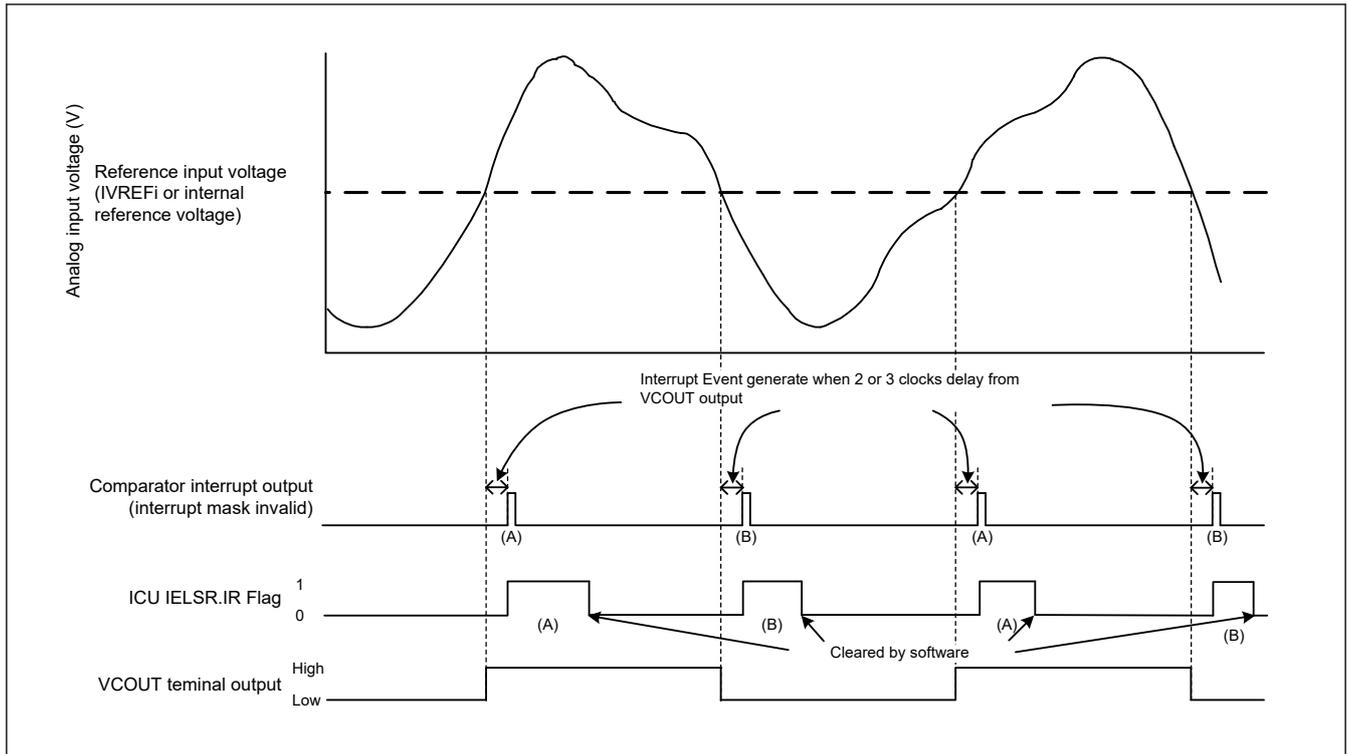 Analog input voltage (V)
Reference input voltage
(IVREFi or internal
reference voltage)
Interrupt Event generate when 2 or 3 clocks delay from
VCOUT output
Comparator interrupt output
(interrupt mask invalid)
(A)
(B)
(A)
(B)
ICU IELSR.IR Flag
1
0
(A)
(B)
(A)
(B)
Cleared by software
VCOUT teminal output
High
Low